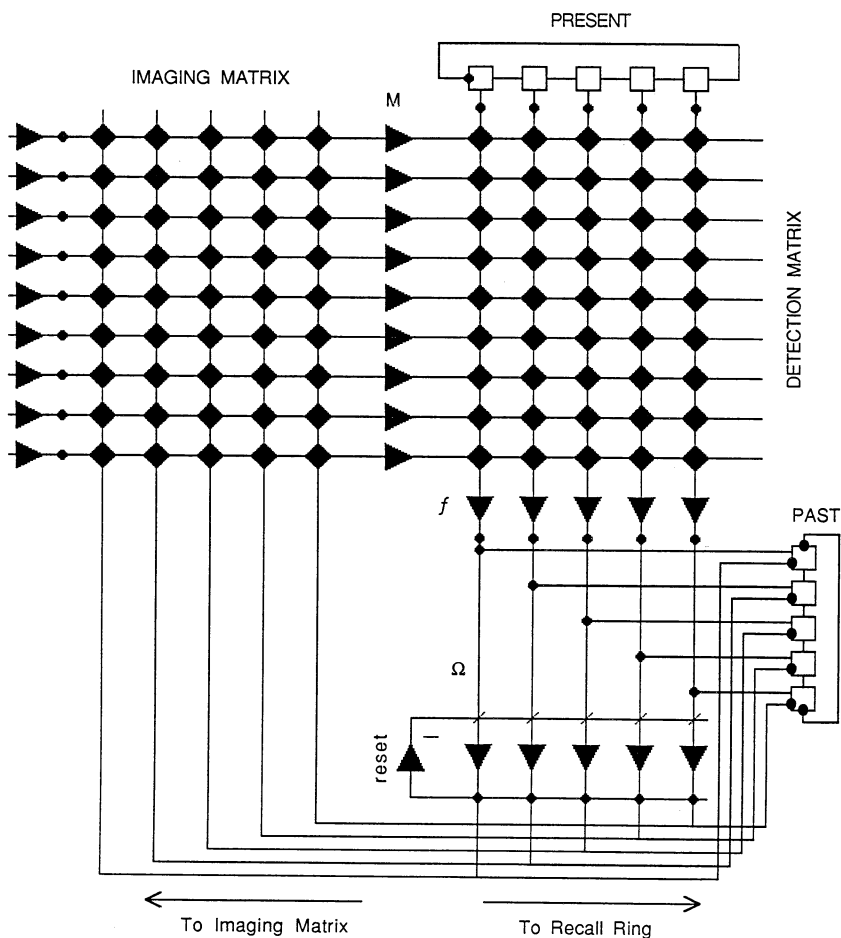 PRESENT
IMAGING MATRIX
M
DETECTION MATRIX
f
PAST
Ω
reset
—
To Imaging Matrix
To Recall Ring